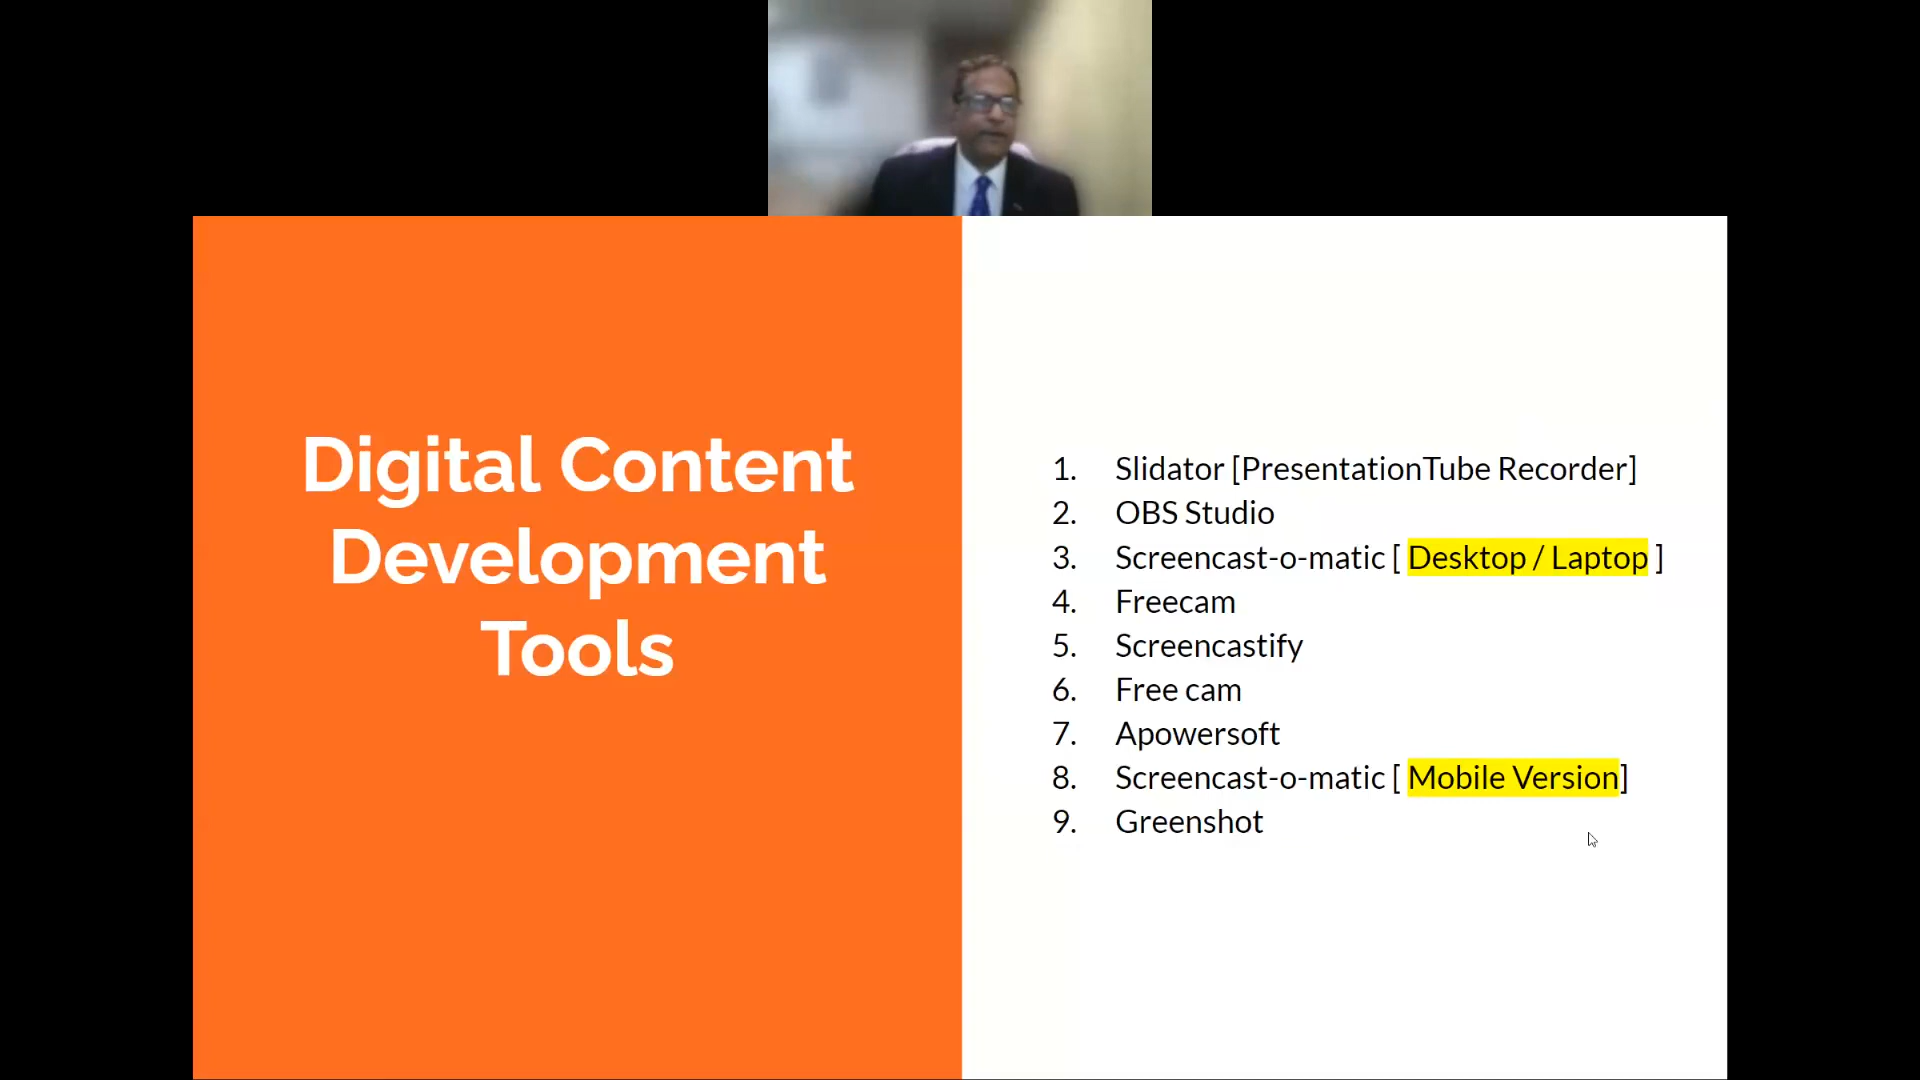 Digital Content
Development
Tools
1. Slidator [PresentationTube Recorder]
2. OBS Studio
3. Screencast-o-matic [ Desktop / Laptop ]
4. Freecam
5. Screencastify
6. Free cam
7. Apowersoft
8. Screencast-o-matic [ Mobile Version]
9. Greenshot